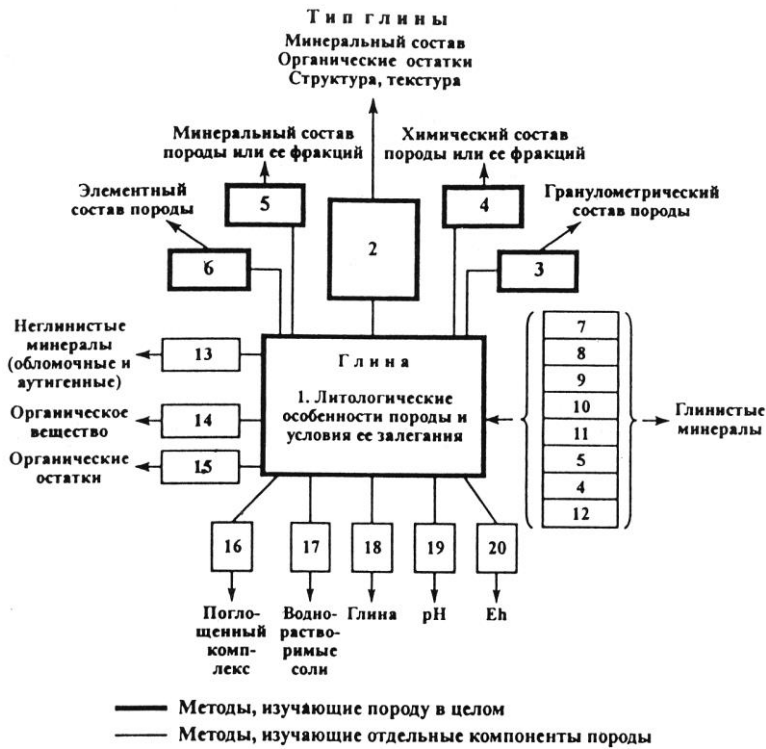 Тип глины
Минеральный состав
Органические остатки
Структура, текстура
Минеральный состав
породы или ее фракций
Химический состав
породы или ее фракций
Элементный
состав породы
Гранулометрический
состав породы
5
4
2
6
3
Неглинистые
минералы
(обломочные и
аутигенные)
13
Органическое
вещество
14
Органические
остатки
15
Глина
1. Литологические
особенности породы и
условия ее залегания
7
8
9
10
11
5
4
12
Глинистые
минералы
16
17
18
19
20
Погло-
щенный
комп-
лекс
Водно-
раство-
римые
соли
Глина
pH
Eh
Методы, изучающие породу в целом
Методы, изучающие отдельные компоненты породы